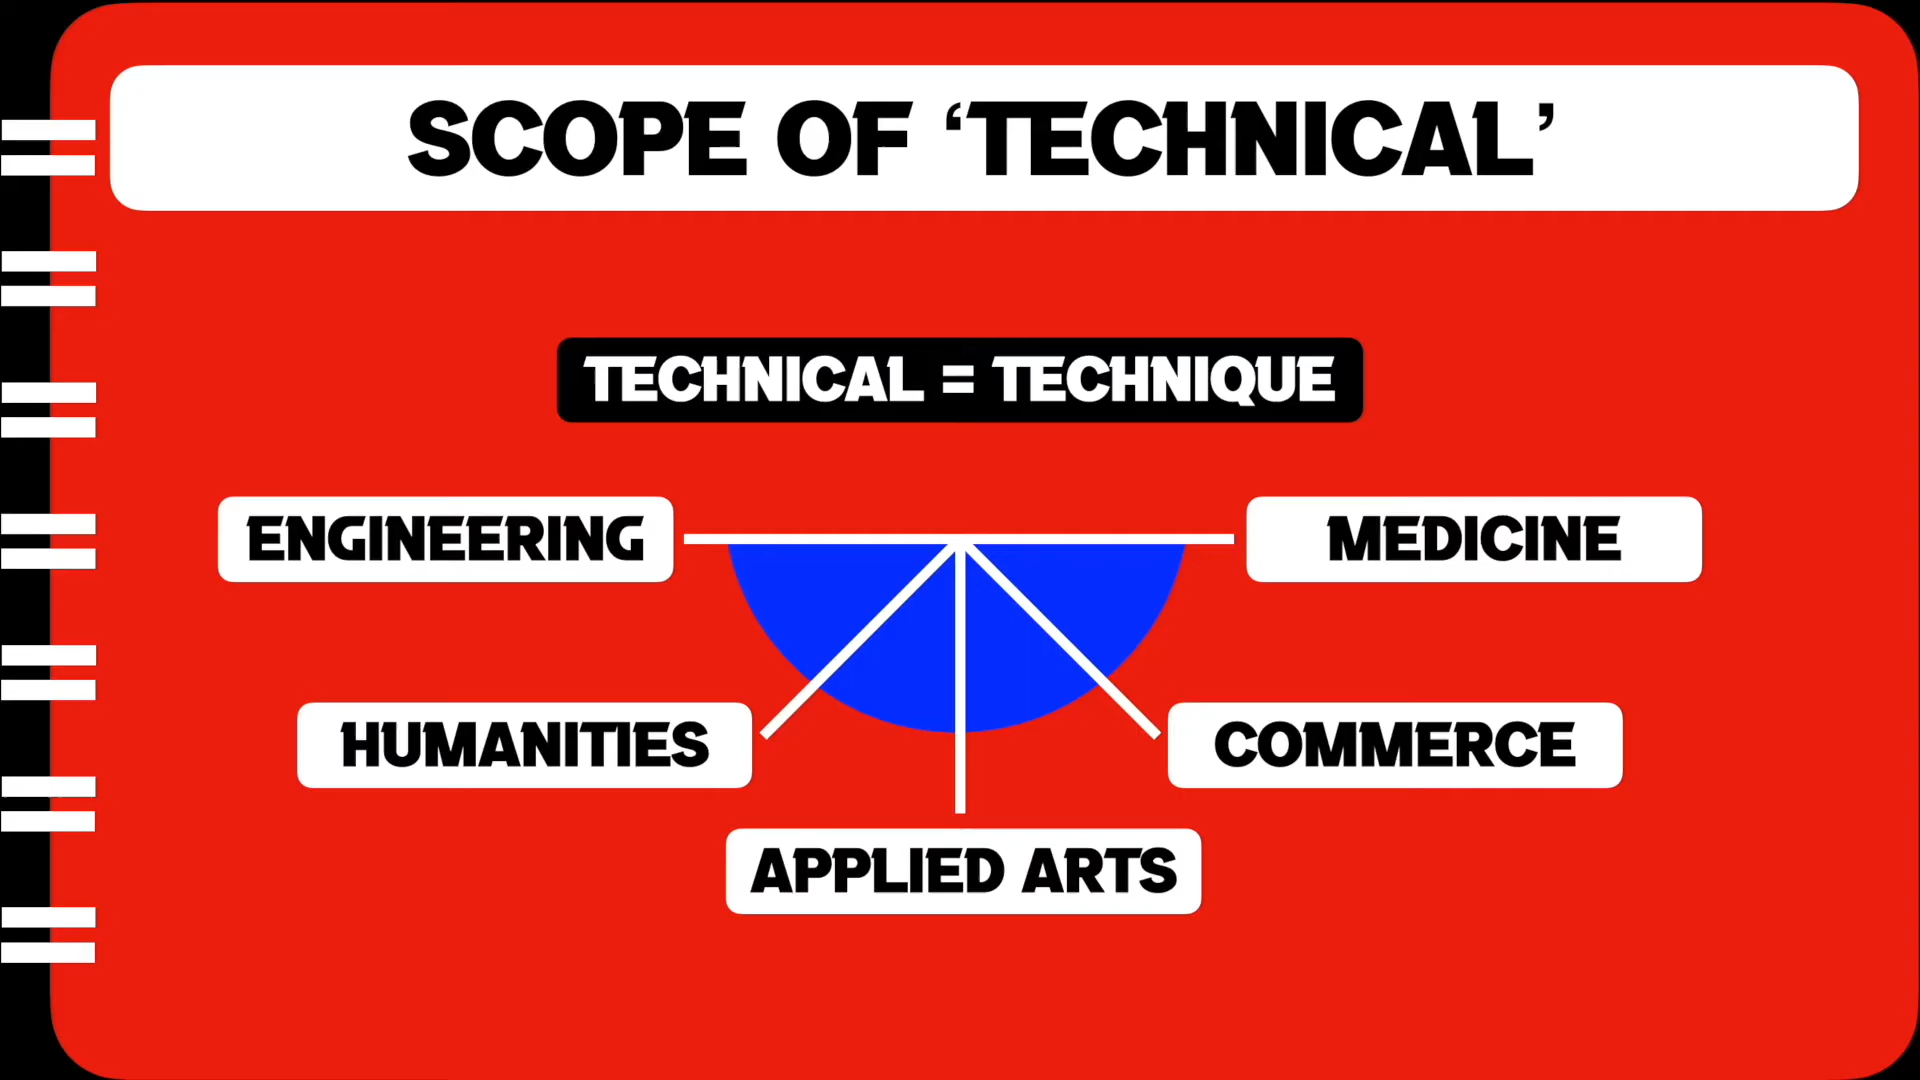 SCOPE OF ‘TECHNICAL’
TECHNICAL = TECHNIQUE
ENGINEERING
MEDICINE
HUMANITIES
COMMERCE
APPLIED ARTS